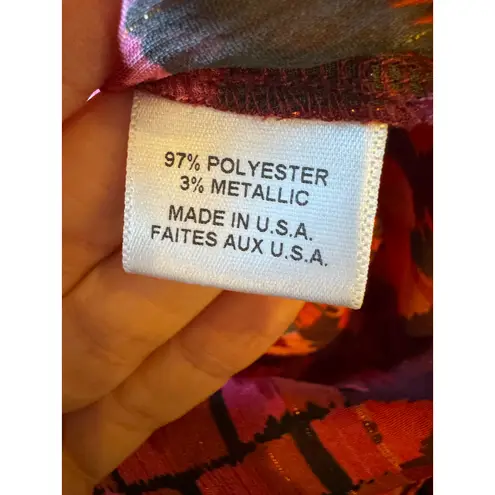 97% POLYESTER
3% METALLIC
MADE IN U.S.A.
FAITES AUX U.S.A.